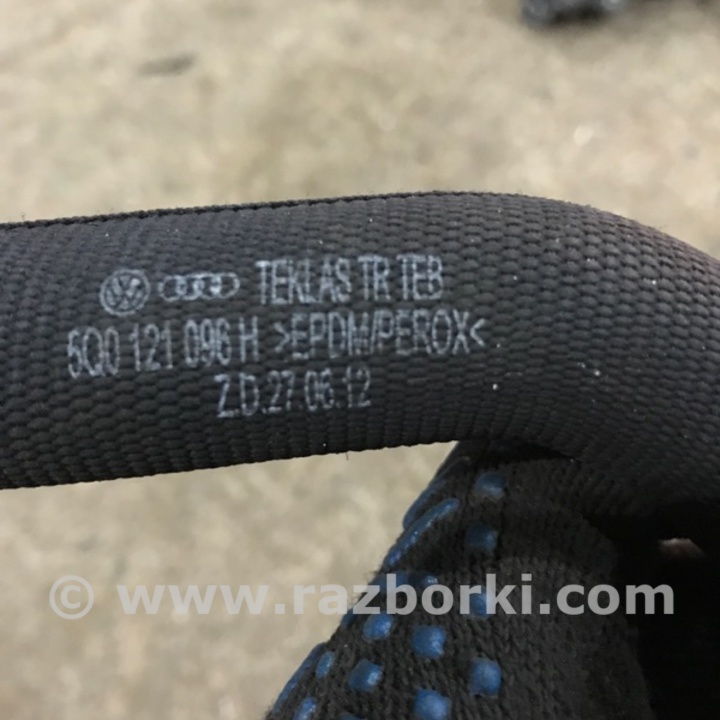 TEKLAS TR TEB
5Q0 121 096 H >EPDM/PEROX<
Z.D.27.06.12
© www.razborki.com